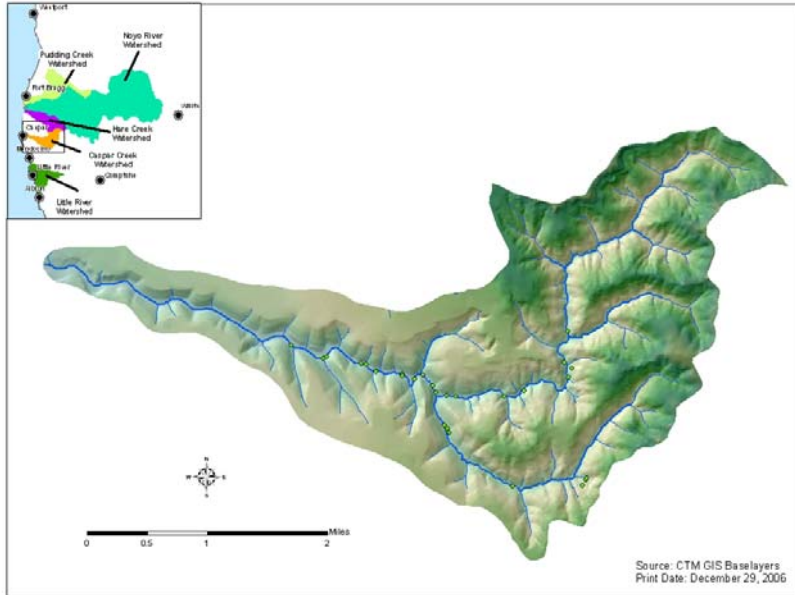 Westport
Noyo River
Watershed
Pudding Creek
Watershed
Fort Bragg
Willits
Hare Creek
Watershed
Caspar
Caspar Creek
Watershed
Little River
Comptche
Albion
Little River
Watershed
N
W
E
S
Miles
0
0.5
1
2
Source: CTM GIS Baselayers
Print Date: December 29, 2006